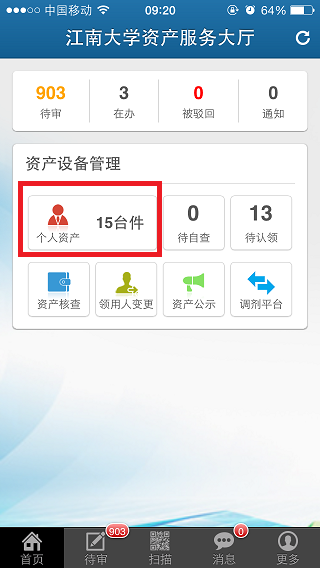 中国移动 09:20 64%
江南大学资产服务大厅
903 3 0 0
待审 在办 被驳回 通知
资产设备管理
15台件 0 13
个人资产 待自查 待认领
资产核查 领用人变更 资产公示 调剂平台
903 0
首页 待审 扫描 消息 更多